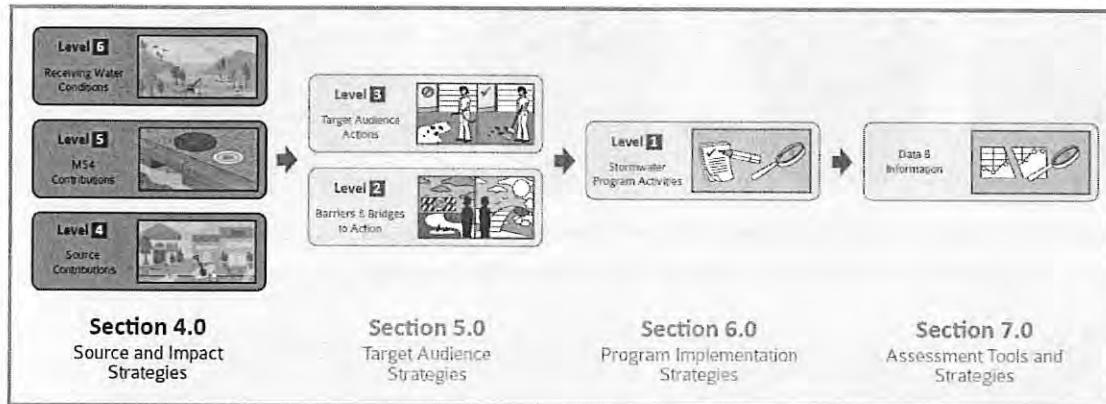 Level 6
Receiving Water
Conditions
Level 5
MS4
Contributions
Level 4
Source
Contributions
Level 3
Target Audience
Actions
Level 2
Barriers & Bridges
to Action
Level 1
Stormwater
Program Activities
Data &
Information
Section 4.0
Source and Impact
Strategies
Section 5.0
Target Audience
Strategies
Section 6.0
Program Implementation
Strategies
Section 7.0
Assessment Tools and
Strategies